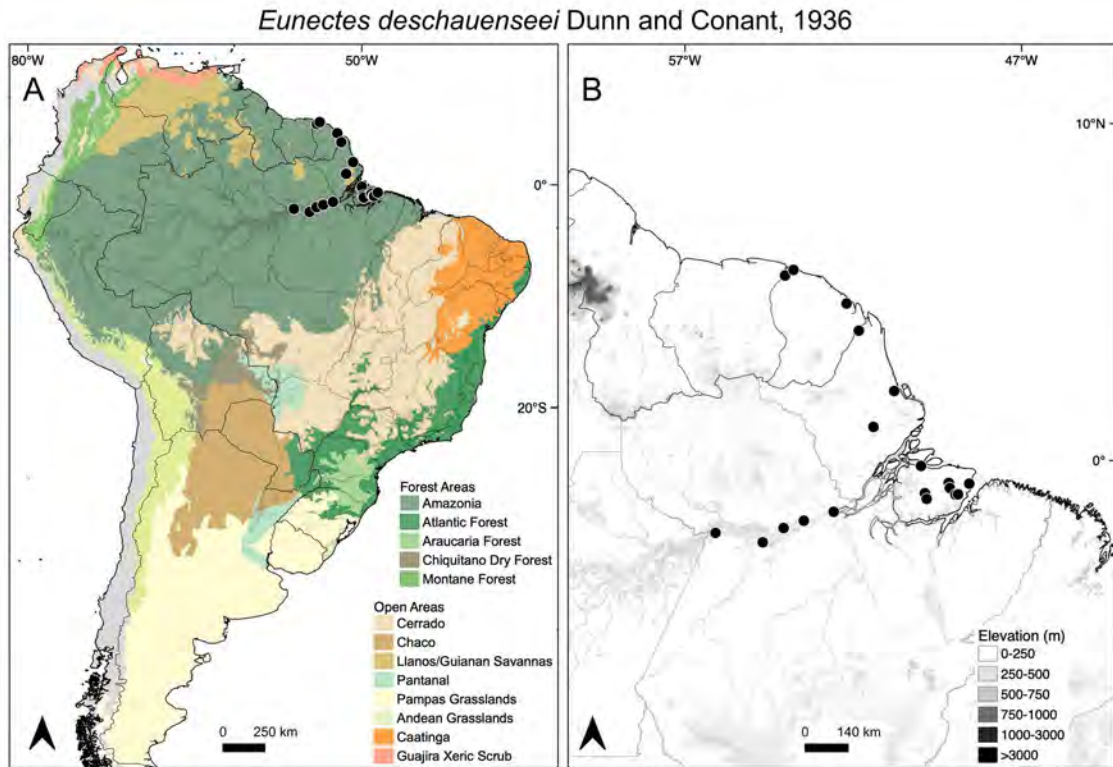 Eunectes deschauenseei Dunn and Conant, 1936
80°W
50°W
A
0°
20°S
Forest Areas
Amazonia
Atlantic Forest
Araucaria Forest
Chiquitano Dry Forest
Montane Forest
Open Areas
Cerrado
Chaco
Llanos/Guianan Savannas
Pantanal
Pampas Grasslands
Andean Grasslands
Caatinga
Guajira Xeric Scrub
0 250 km
57°W
47°W
B
10°N
0°
Elevation (m)
0-250
250-500
500-750
750-1000
1000-3000
>3000
0 140 km